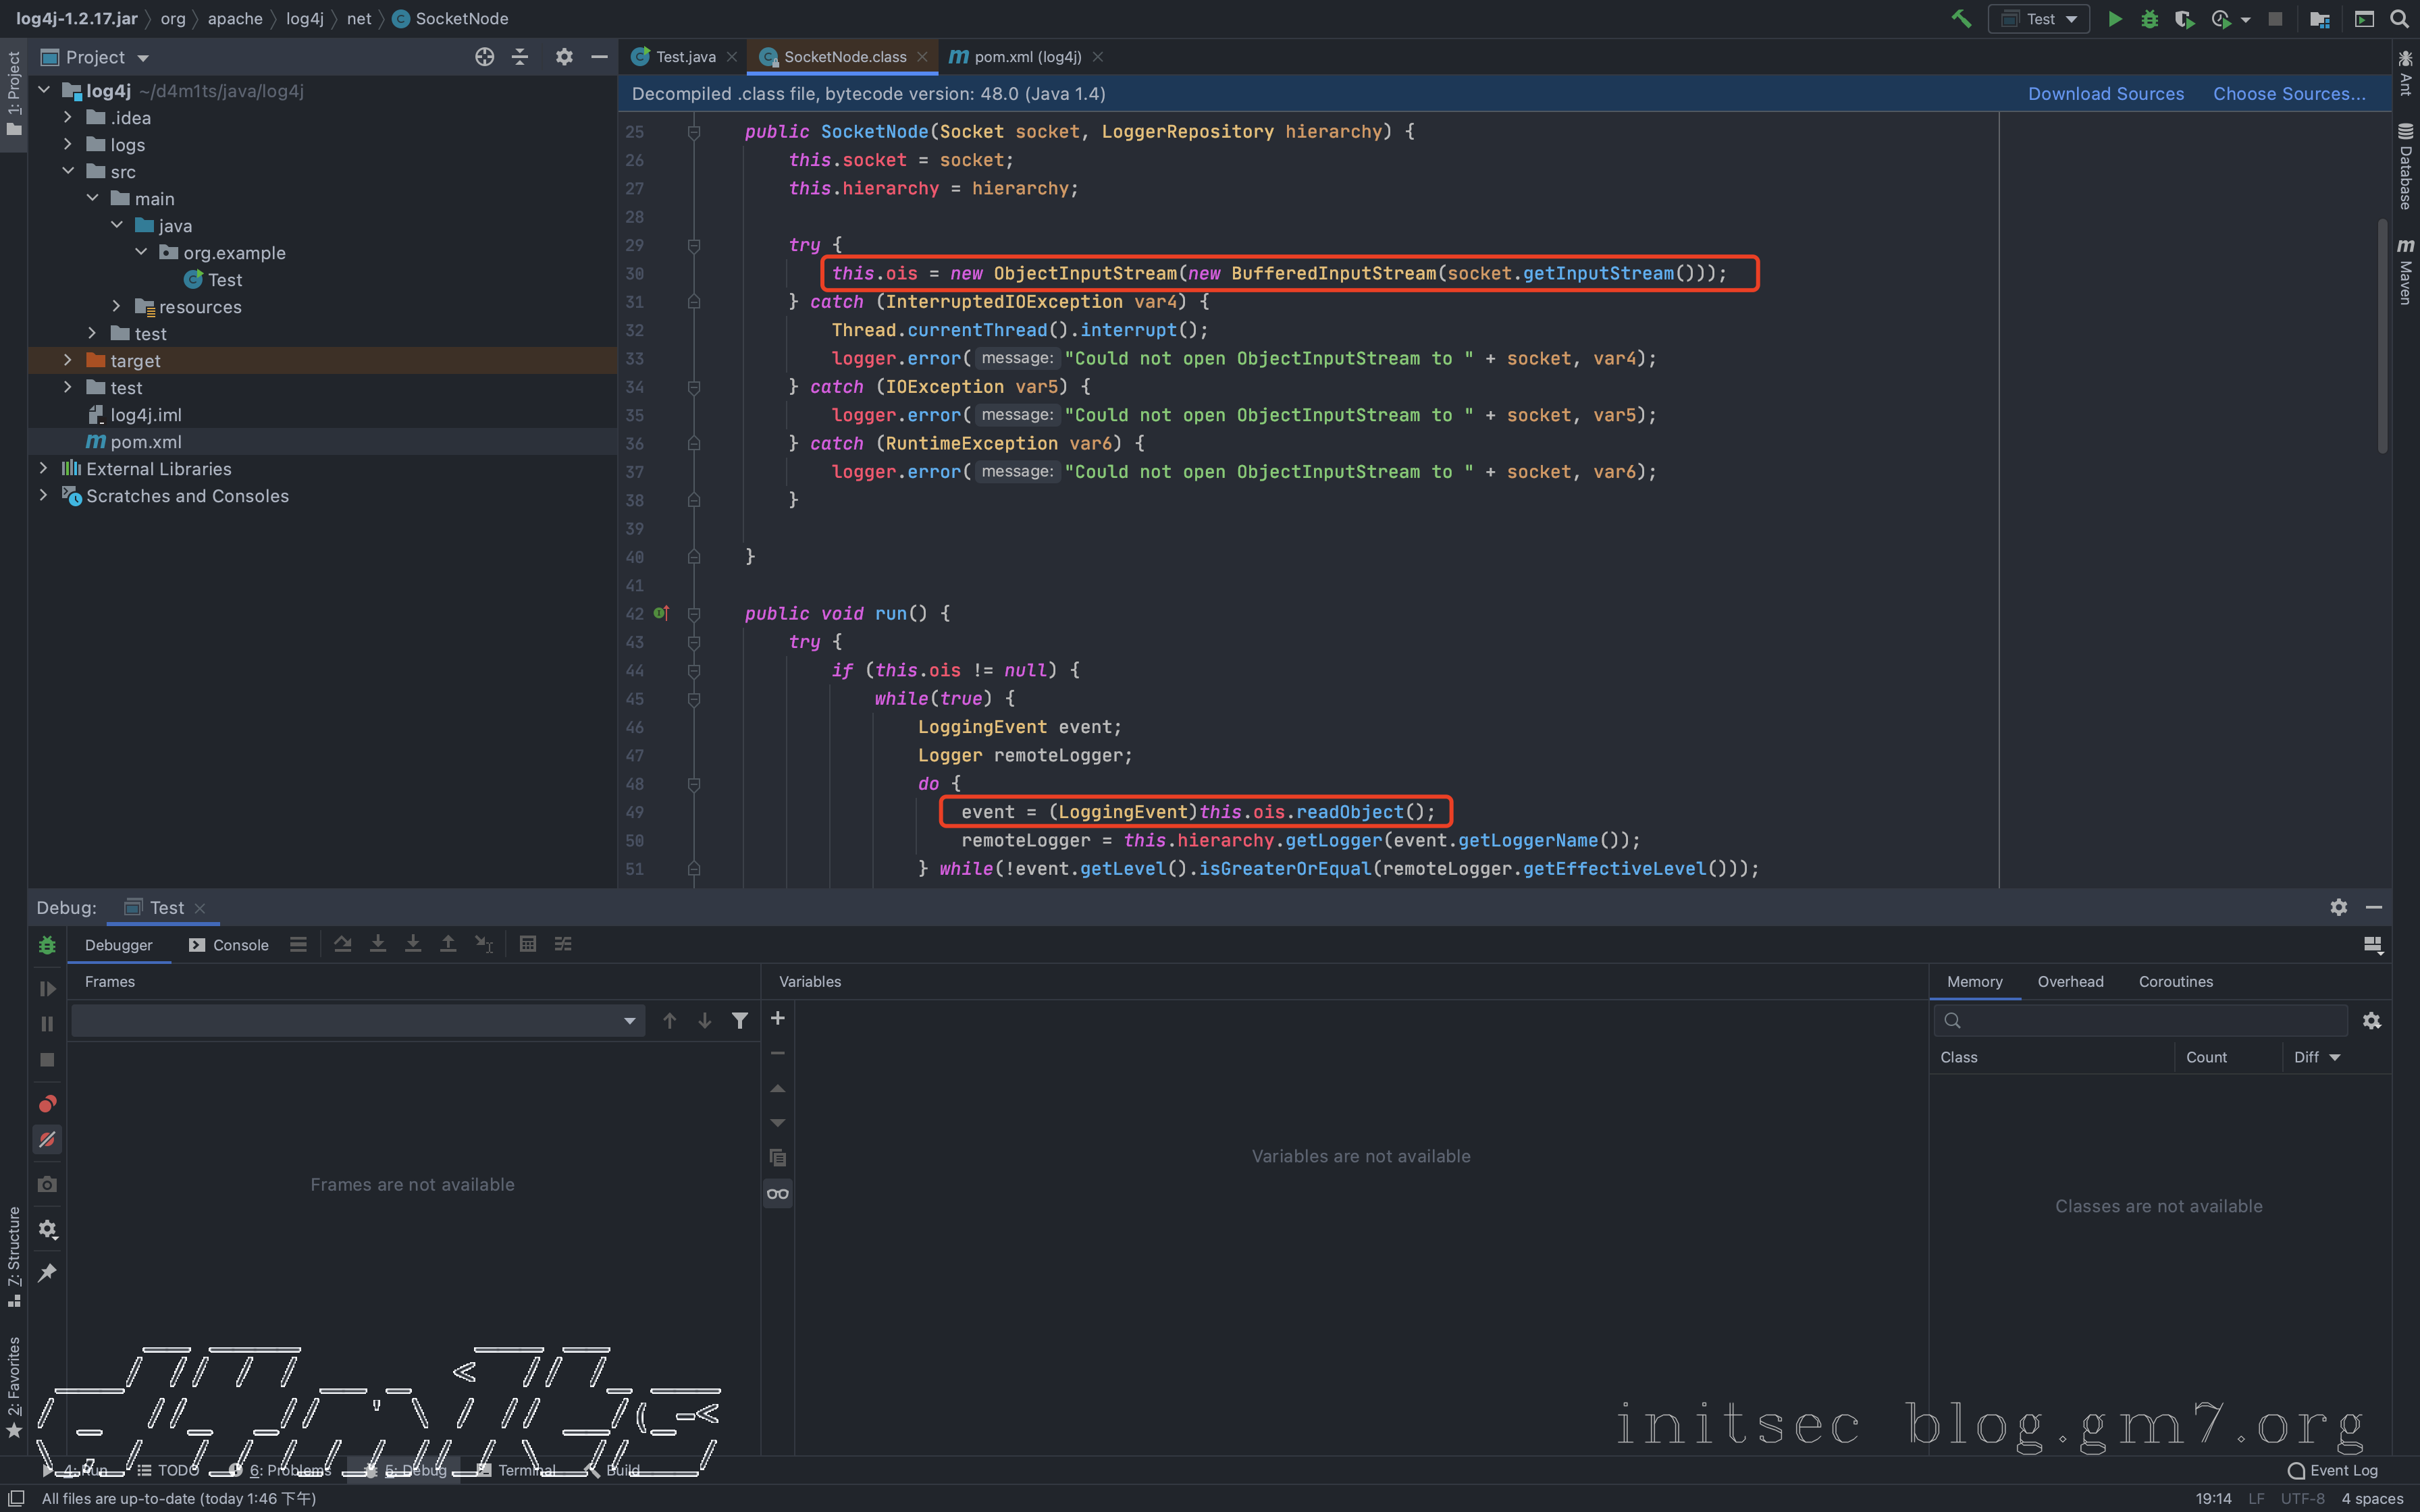 log4j-1.2.17.jar 〉 org 〉 apache 〉 log4j 〉 net 〉 SocketNode
Test
1: Project
Project
Test.java
SocketNode.class
pom.xml (log4j)
Ant
Database
Maven
log4j ~/d4m1ts/java/log4j
.idea
logs
src
main
java
org.example
Test
resources
test
target
test
log4j.iml
pom.xml
External Libraries
Scratches and Consoles
Decompiled .class file, bytecode version: 48.0 (Java 1.4)
Download Sources
Choose Sources...
25 public SocketNode(Socket socket, LoggerRepository hierarchy) {
26 this.socket = socket;
27 this.hierarchy = hierarchy;
28
29 try {
30 this.ois = new ObjectInputStream(new BufferedInputStream(socket.getInputStream()));
31 } catch (InterruptedIOException var4) {
32 Thread.currentThread().interrupt();
33 logger.error( message: "Could not open ObjectInputStream to " + socket, var4);
34 } catch (IOException var5) {
35 logger.error( message: "Could not open ObjectInputStream to " + socket, var5);
36 } catch (RuntimeException var6) {
37 logger.error( message: "Could not open ObjectInputStream to " + socket, var6);
38 }
39
40 }
41
42 public void run() {
43 try {
44 if (this.ois != null) {
45 while(true) {
46 LoggingEvent event;
47 Logger remoteLogger;
48 do {
49 event = (LoggingEvent)this.ois.readObject();
50 remoteLogger = this.hierarchy.getLogger(event.getLoggerName());
51 } while(!event.getLevel().isGreaterOrEqual(remoteLogger.getEffectiveLevel()));
Debug: Test
Debugger
Console
Frames
Variables
Memory
Overhead
Coroutines
Class
Count
Diff
Frames are not available
Variables are not available
Classes are not available
7: Structure
2: Favorites
initsec blog.gm7.org
4: Run
TODO
6: Problems
5: Debug
Terminal
Build
Event Log
All files are up-to-date (today 1:46 下午)
19:14
LF
UTF-8
4 spaces